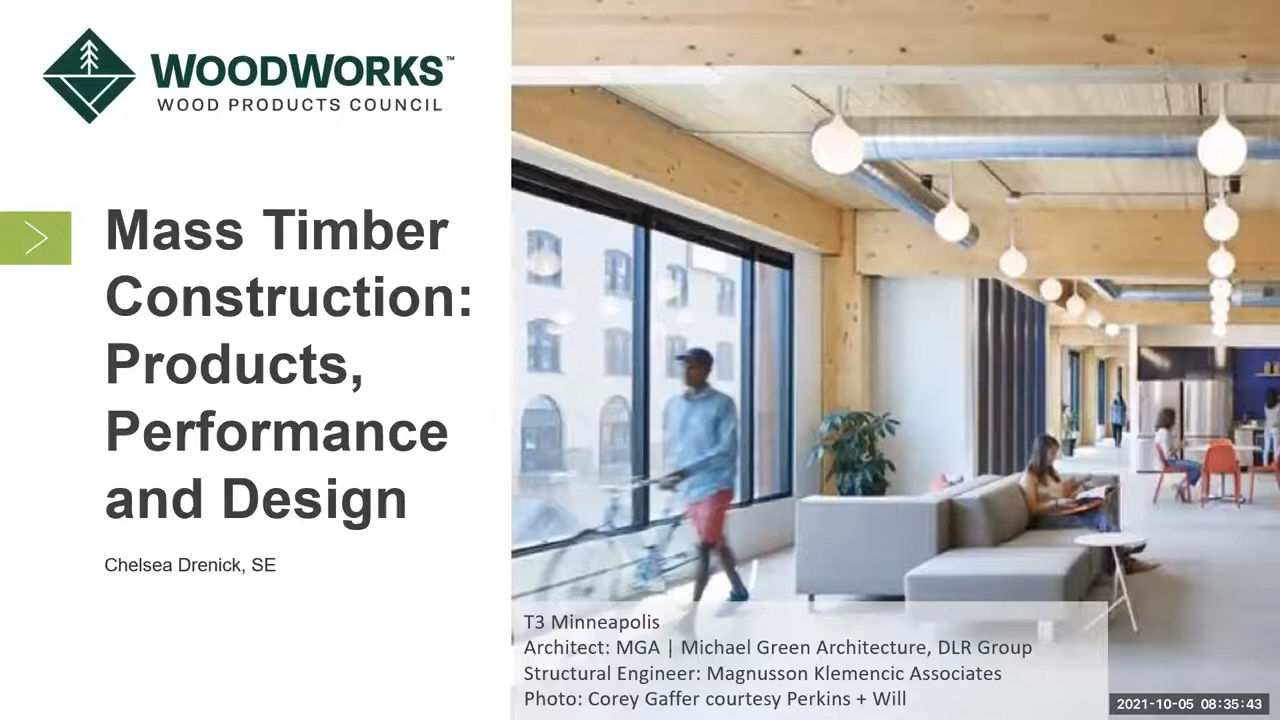 WOODWORKS™
WOOD PRODUCTS COUNCIL
Mass Timber
Construction:
Products,
Performance
and Design
Chelsea Drenick, SE
T3 Minneapolis
Architect: MGA | Michael Green Architecture, DLR Group
Structural Engineer: Magnusson Klemencic Associates
Photo: Corey Gaffer courtesy Perkins + Will
2021-10-05 08:35:43